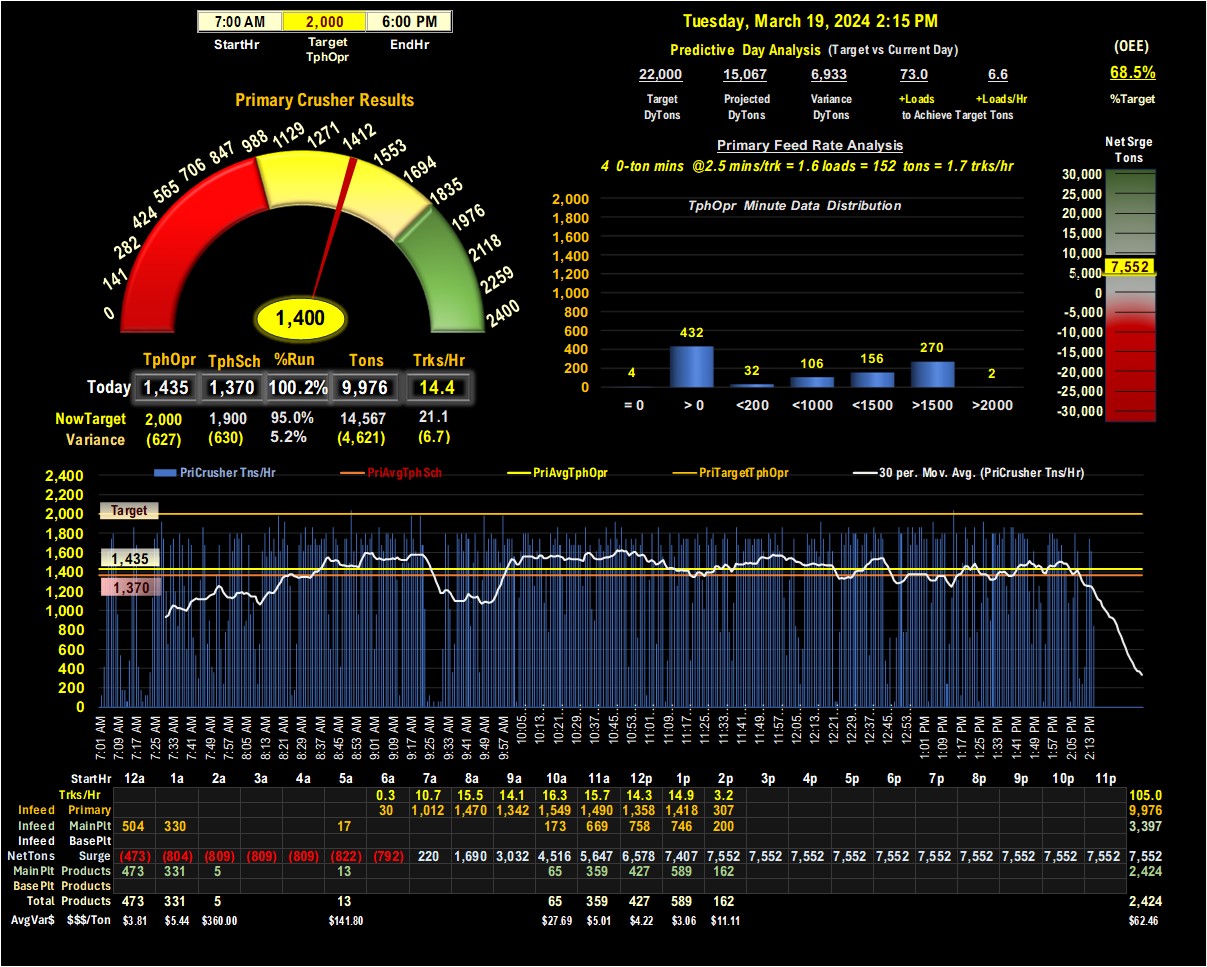 7:00 AM 2,000 6:00 PM
StartHr Target TphOpr EndHr
Tuesday, March 19, 2024 2:15 PM
Predictive Day Analysis (Target vs Current Day)
22,000 15,067 6,933 73.0 6.6
Target DyTons Projected DyTons Variance DyTons +Loads +Loads/Hr to Achieve Target Tons
(OEE)
68.5%
%Target
Primary Crusher Results
0 141 282 424 565 706 847 988 1129 1271 1412 1553 1694 1835 1976 2118 2259 2400
1,400
TphOpr TphSch %Run Tons Trks/Hr
Today 1,435 1,370 100.2% 9,976 14.4
NowTarget 2,000 1,900 95.0% 14,567 21.1
Variance (627) (630) 5.2% (4,621) (6.7)
Primary Feed Rate Analysis
4 0-ton mins @2.5 mins/trk = 1.6 loads = 152 tons = 1.7 trks/hr
TphOpr Minute Data Distribution
2,000
1,800
1,600
1,400
1,200
1,000
800
600
400
200
0
4 432 32 106 156 270 2
= 0 > 0 <200 <1000 <1500 >1500 >2000
Net Srge
Tons
30,000
25,000
20,000
15,000
10,000
7,552
5,000
0
-5,000
-10,000
-15,000
-20,000
-25,000
-30,000
PriCrusher Tns/Hr PriAvgTphSch PriAvgTphOpr PriTargetTphOpr 30 per. Mov. Avg. (PriCrusher Tns/Hr)
2,400
2,200
2,000
1,800
1,600
1,400
1,200
1,000
800
600
400
200
0
Target
1,435
1,370
7:01 AM 7:09 AM 7:17 AM 7:25 AM 7:33 AM 7:41 AM 7:49 AM 7:57 AM 8:05 AM 8:13 AM 8:21 AM 8:29 AM 8:37 AM 8:45 AM 8:53 AM 9:01 AM 9:09 AM 9:17 AM 9:25 AM 9:33 AM 9:41 AM 9:49 AM 9:57 AM 10:05… 10:13… 10:21… 10:29… 10:37… 10:45… 10:53… 11:01… 11:09… 11:17… 11:25… 11:33… 11:41… 11:49… 11:57… 12:05… 12:13… 12:21… 12:29… 12:37… 12:45… 12:53… 1:01 PM 1:09 PM 1:17 PM 1:25 PM 1:33 PM 1:41 PM 1:49 PM 1:57 PM 2:05 PM 2:13 PM
StartHr 12a 1a 2a 3a 4a 5a 6a 7a 8a 9a 10a 11a 12p 1p 2p 3p 4p 5p 6p 7p 8p 9p 10p 11p
Trks/Hr 0.3 10.7 15.5 14.1 16.3 15.7 14.3 14.9 3.2 105.0
Infeed Primary 30 1,012 1,470 1,342 1,549 1,490 1,358 1,418 307 9,976
Infeed MainPlt 504 330 17 173 669 758 746 200 3,397
Infeed BasePlt
NetTons Surge (473) (804) (809) (809) (809) (822) (792) 220 1,690 3,032 4,516 5,647 6,578 7,407 7,552 7,552 7,552 7,552 7,552 7,552 7,552 7,552 7,552 7,552 7,552
MainPlt Products 473 331 5 13 65 359 427 589 162 2,424
BasePlt Products
Total Products 473 331 5 13 65 359 427 589 162 2,424
AvgVar$ $$$/Ton $3.81 $5.44 $360.00 $141.80 $27.69 $5.01 $4.22 $3.06 $11.11 $62.46